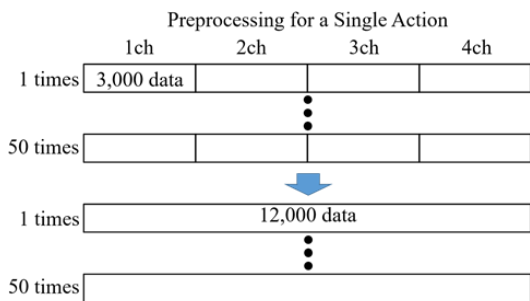 Preprocessing for a Single Action
1ch 2ch 3ch 4ch
1 times 3,000 data
50 times
1 times 12,000 data
50 times